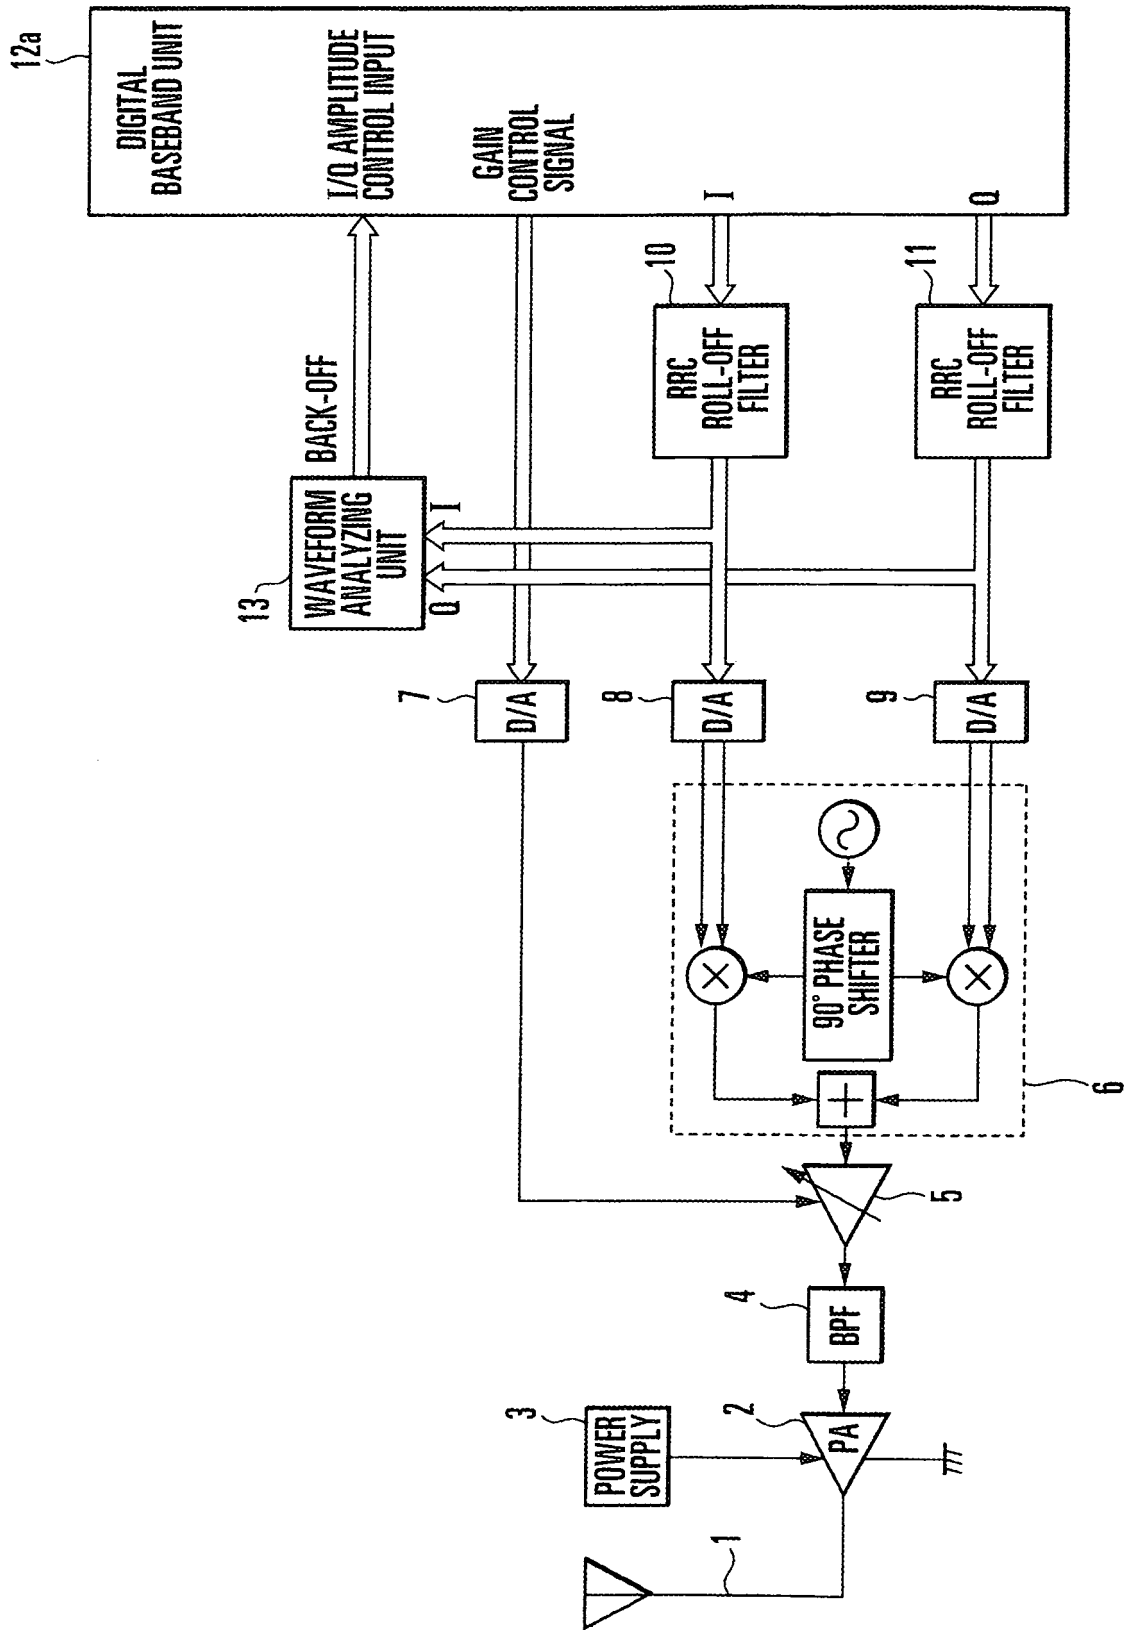 12a
DIGITAL
BASEBAND UNIT
I/Q AMPLITUDE
CONTROL INPUT
GAIN
CONTROL
SIGNAL
I
Q
BACK-OFF
13
WAVEFORM
ANALYZING
UNIT
I
Q
10
RRC
ROLL-OFF
FILTER
11
RRC
ROLL-OFF
FILTER
7
D/A
8
D/A
9
D/A
90° PHASE
SHIFTER
6
5
4
BPF
3
POWER
SUPPLY
2
PA
1